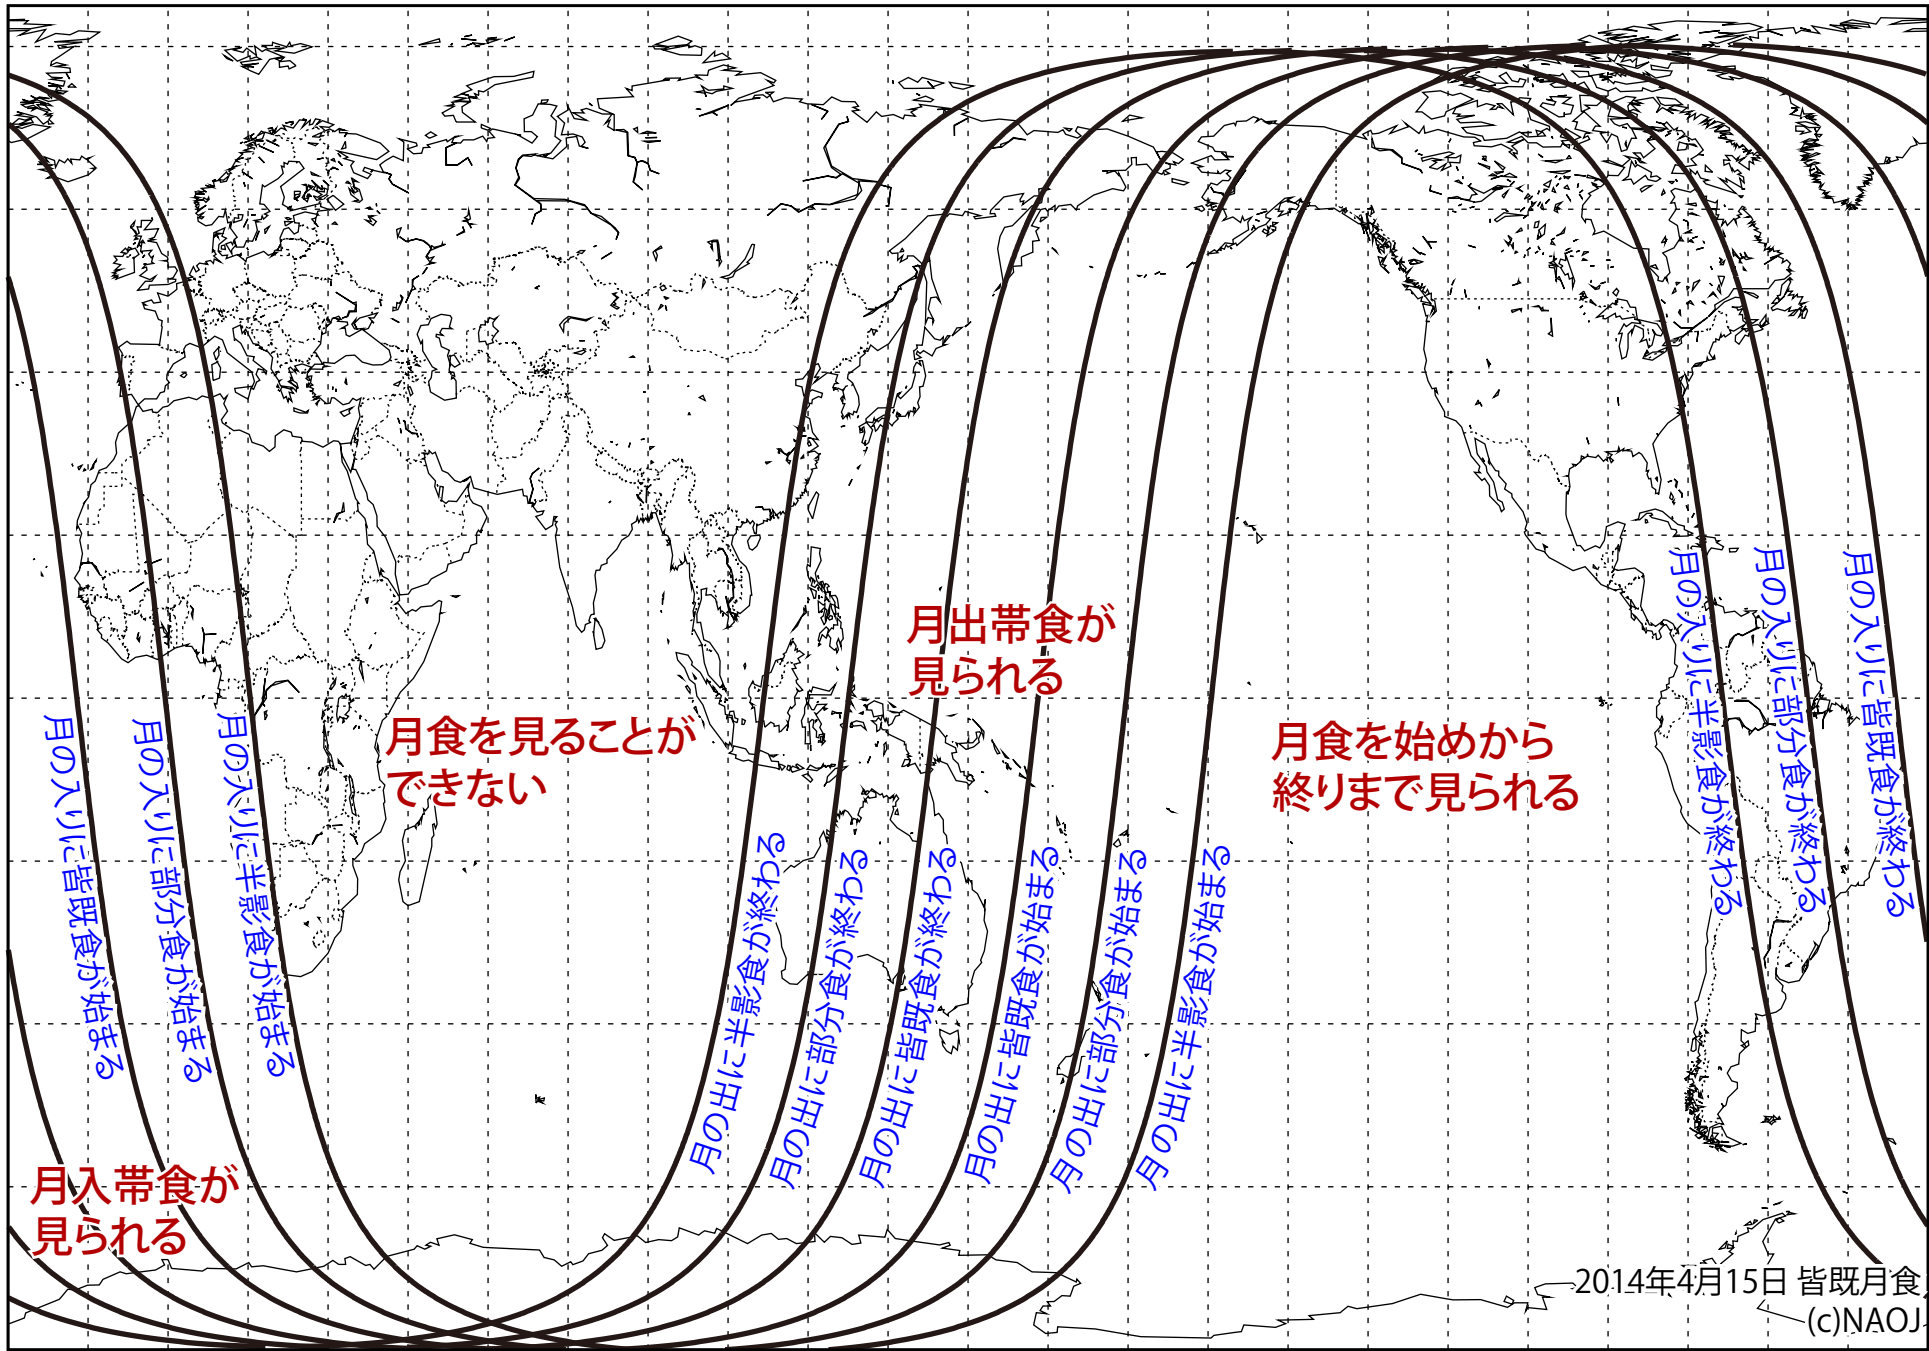 月出帯食が
見られる
月食を見ることが
できない
月食を始めから
終りまで見られる
月入帯食が
見られる
月の入りに皆既食が始まる
月の入りに部分食が始まる
月の入りに半影食が始まる
月の出に半影食が終わる
月の出に部分食が終わる
月の出に皆既食が終わる
月の出に皆既食が始まる
月の出に部分食が始まる
月の出に半影食が始まる
月の入りに半影食が終わる
月の入りに部分食が終わる
月の入りに皆既食が終わる
2014年4月15日 皆既月食
(c)NAOJ